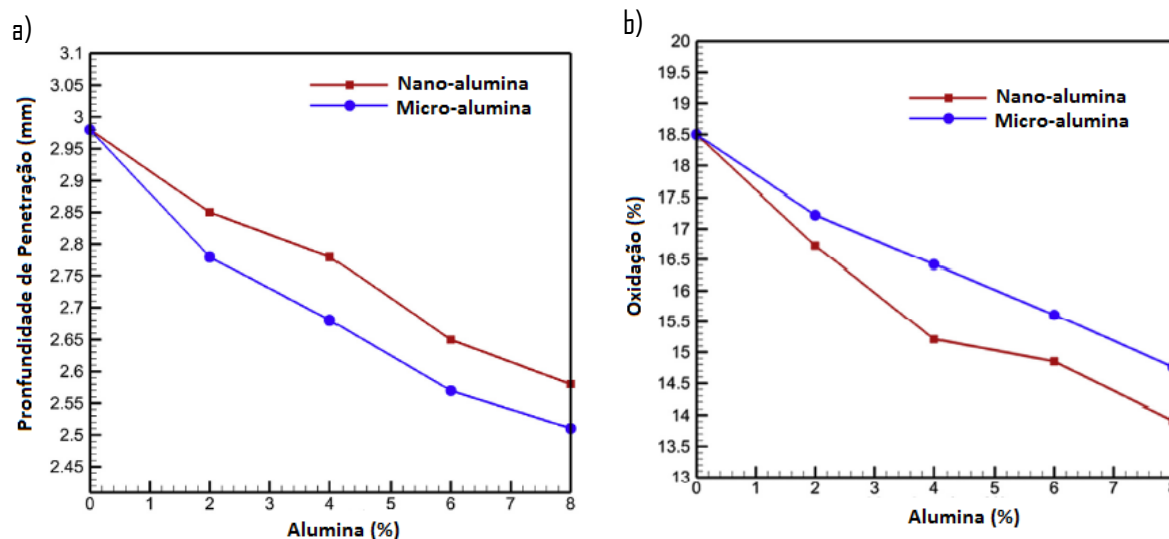 a)
3.1
3.05
3
2.95
2.9
2.85
2.8
2.75
2.7
2.65
2.6
2.55
2.5
2.45
Pronfundidade de Penetração (mm)
Nano-alumina
Micro-alumina
0 1 2 3 4 5 6 7 8
Alumina (%)
b)
20
19.5
19
18.5
18
17.5
17
16.5
16
15.5
15
14.5
14
13.5
13
Oxidação (%)
Nano-alumina
Micro-alumina
0 1 2 3 4 5 6 7 8
Alumina (%)